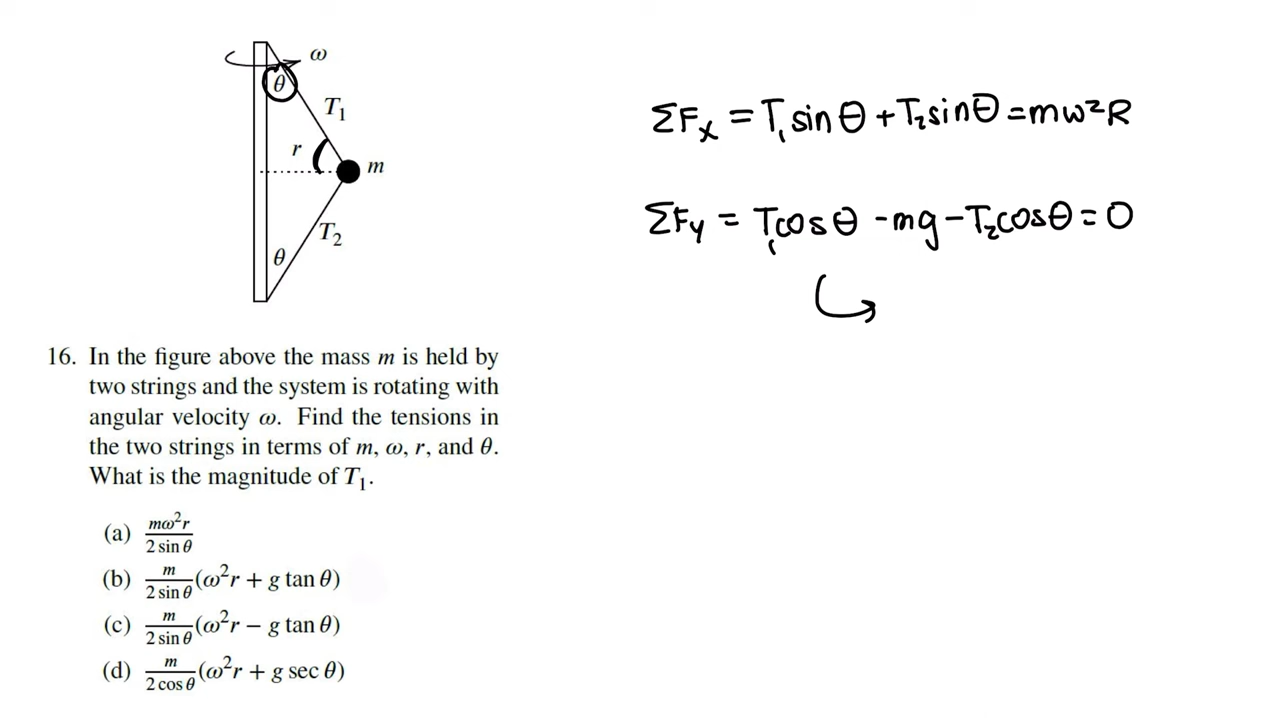 ω
θ
T₁
r
m
T₂
θ
ΣFx = T₁ sin θ + T₂ sin θ = mω²R
ΣFy = T₁ cos θ - mg - T₂ cos θ = 0
16. In the figure above the mass m is held by
two strings and the system is rotating with
angular velocity ω. Find the tensions in
the two strings in terms of m, ω, r, and θ.
What is the magnitude of T₁.
(a) mω²r / 2 sin θ
(b) m / 2 sin θ (ω²r + g tan θ)
(c) m / 2 sin θ (ω²r − g tan θ)
(d) m / 2 cos θ (ω²r + g sec θ)